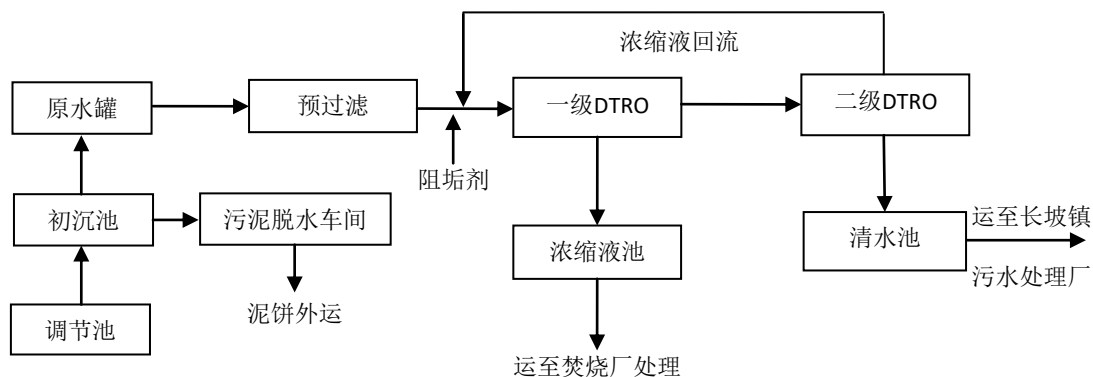 浓缩液回流
原水罐
预过滤
一级DTRO
二级DTRO
阻垢剂
初沉池
污泥脱水车间
浓缩液池
清水池
运至长坡镇
污水处理厂
调节池
泥饼外运
运至焚烧厂处理